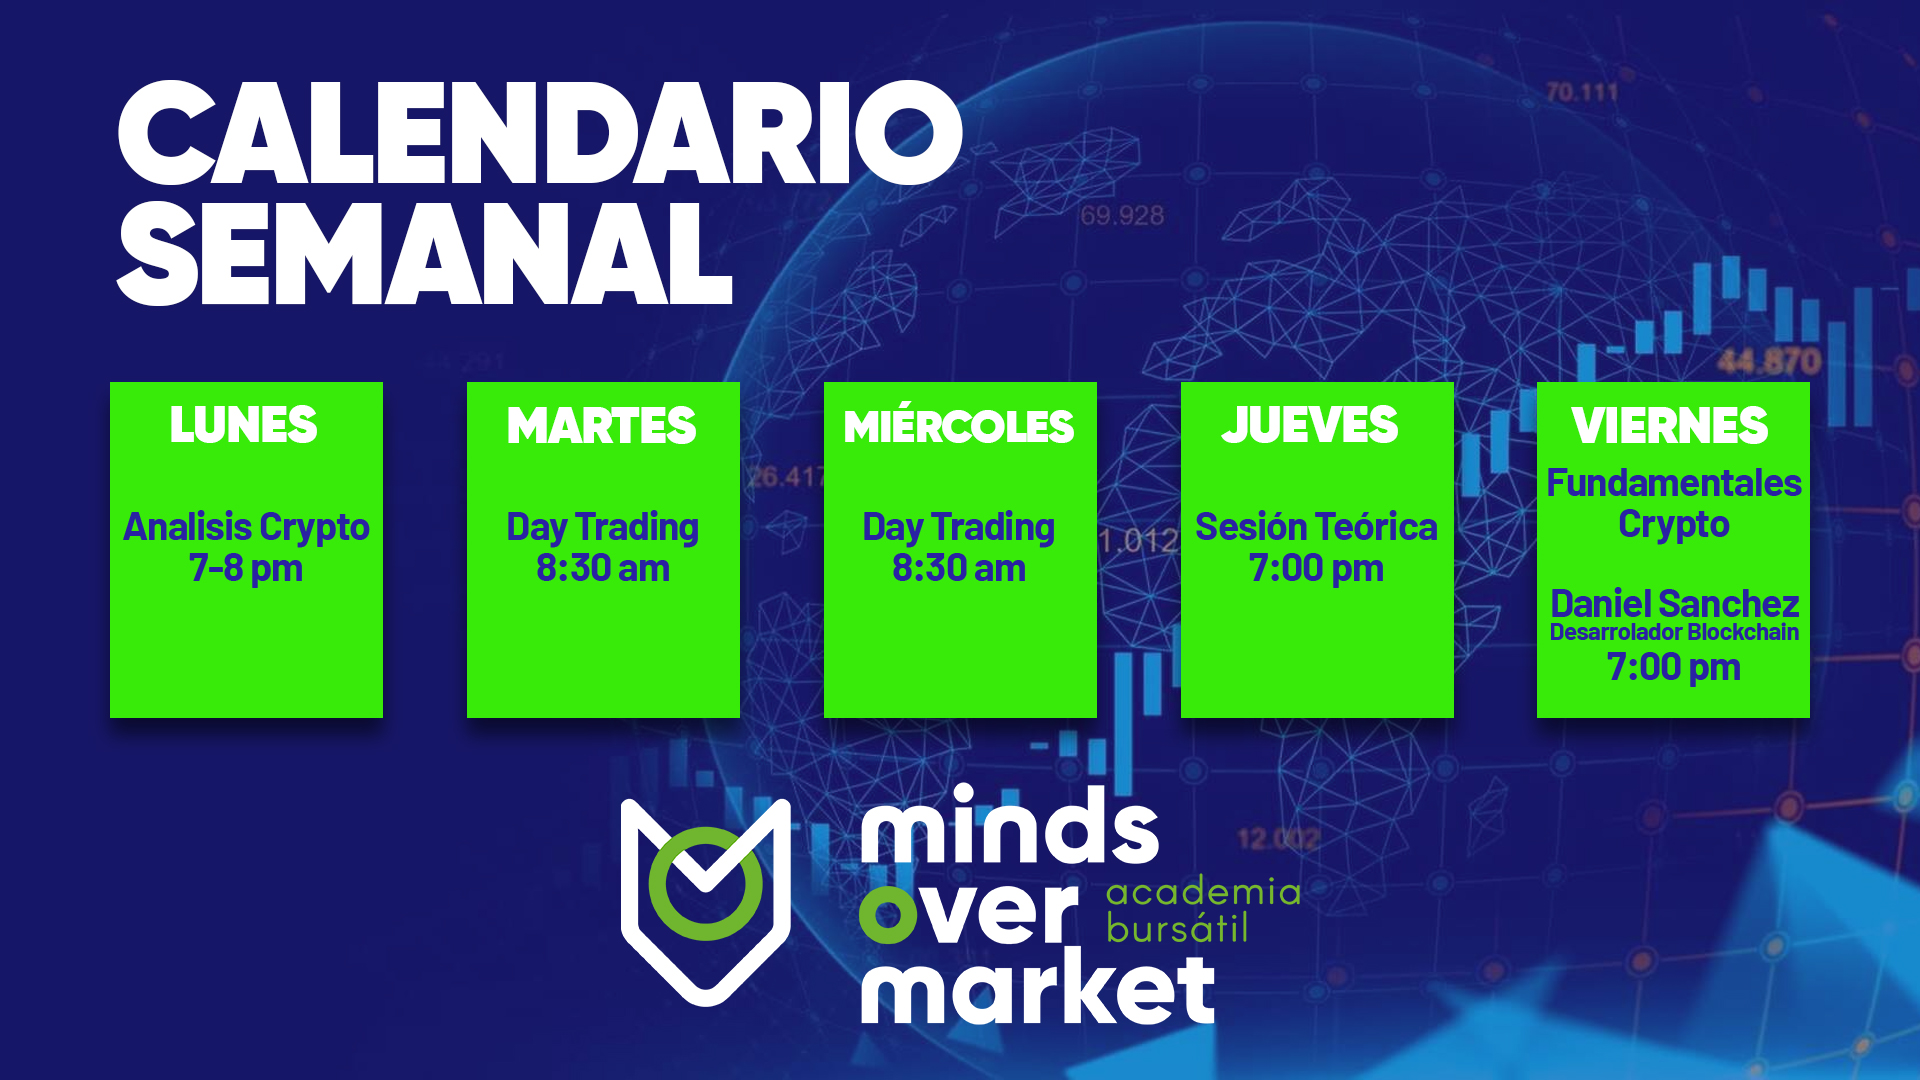 CALENDARIO
SEMANAL
70.111
69.928
44.870
LUNES
Analisis Crypto
7-8 pm
MARTES
Day Trading
8:30 am
26.417
MIÉRCOLES
Day Trading
8:30 am
1.012
JUEVES
Sesión Teórica
7:00 pm
VIERNES
Fundamentales
Crypto
Daniel Sanchez
Desarrolador Blockchain
7:00 pm
12.002
minds
over
market
academia
bursátil